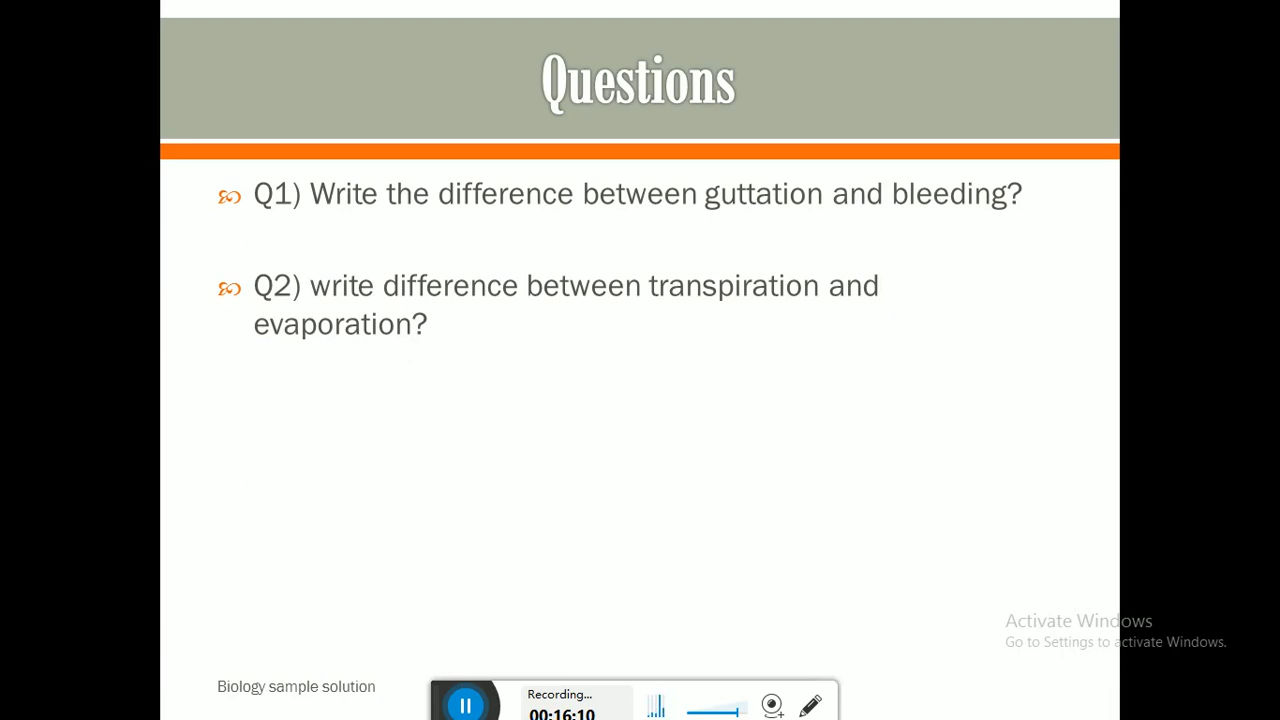 Questions
Q1) Write the difference between guttation and bleeding?
Q2) write difference between transpiration and
evaporation?
Activate Windows
Go to Settings to activate Windows.
Biology sample solution
Recording...
00:16:10